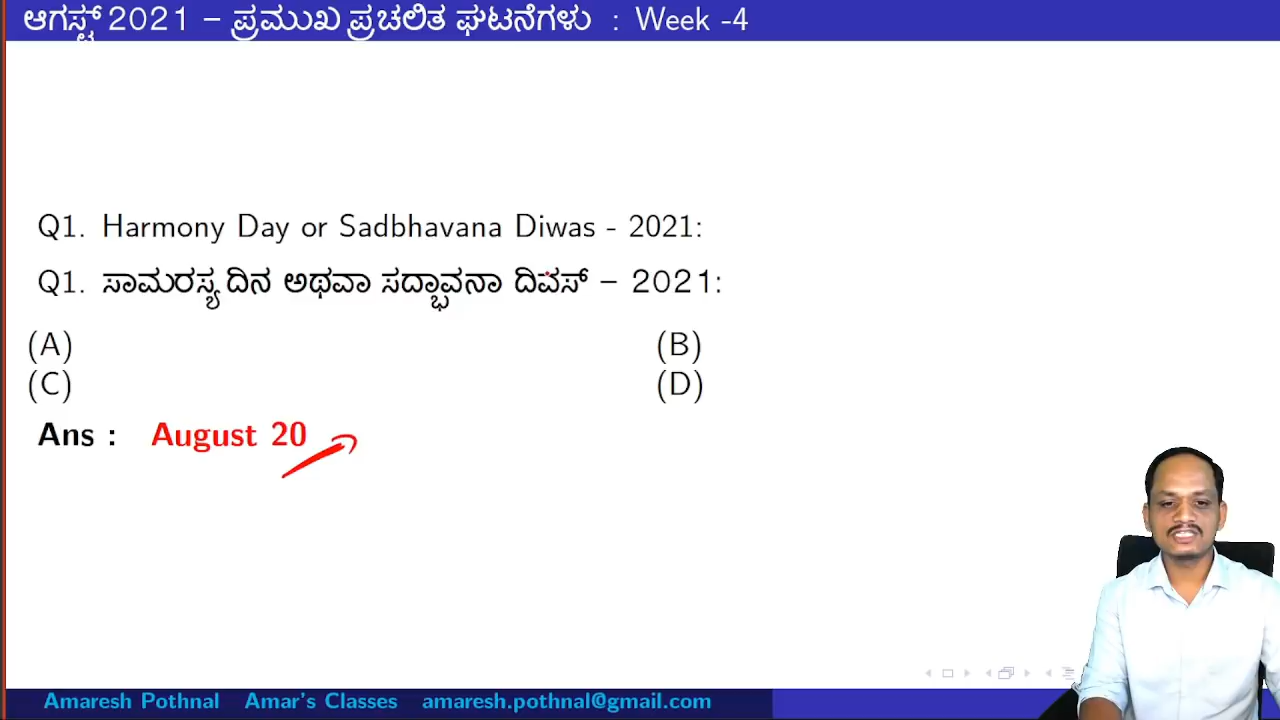 ಆಗಸ್ಟ್ 2021 – ಪ್ರಮುಖ ಪ್ರಚಲಿತ ಘಟನೆಗಳು : Week -4
Q1. Harmony Day or Sadbhavana Diwas - 2021:
Q1. ಸಾಮರಸ್ಯ ದಿನ ಅಥವಾ ಸದ್ಭಾವನಾ ದಿವಸ್ – 2021:
(A) (B)
(C) (D)
Ans : August 20
Amaresh Pothnal Amar's Classes amaresh.pothnal@gmail.com